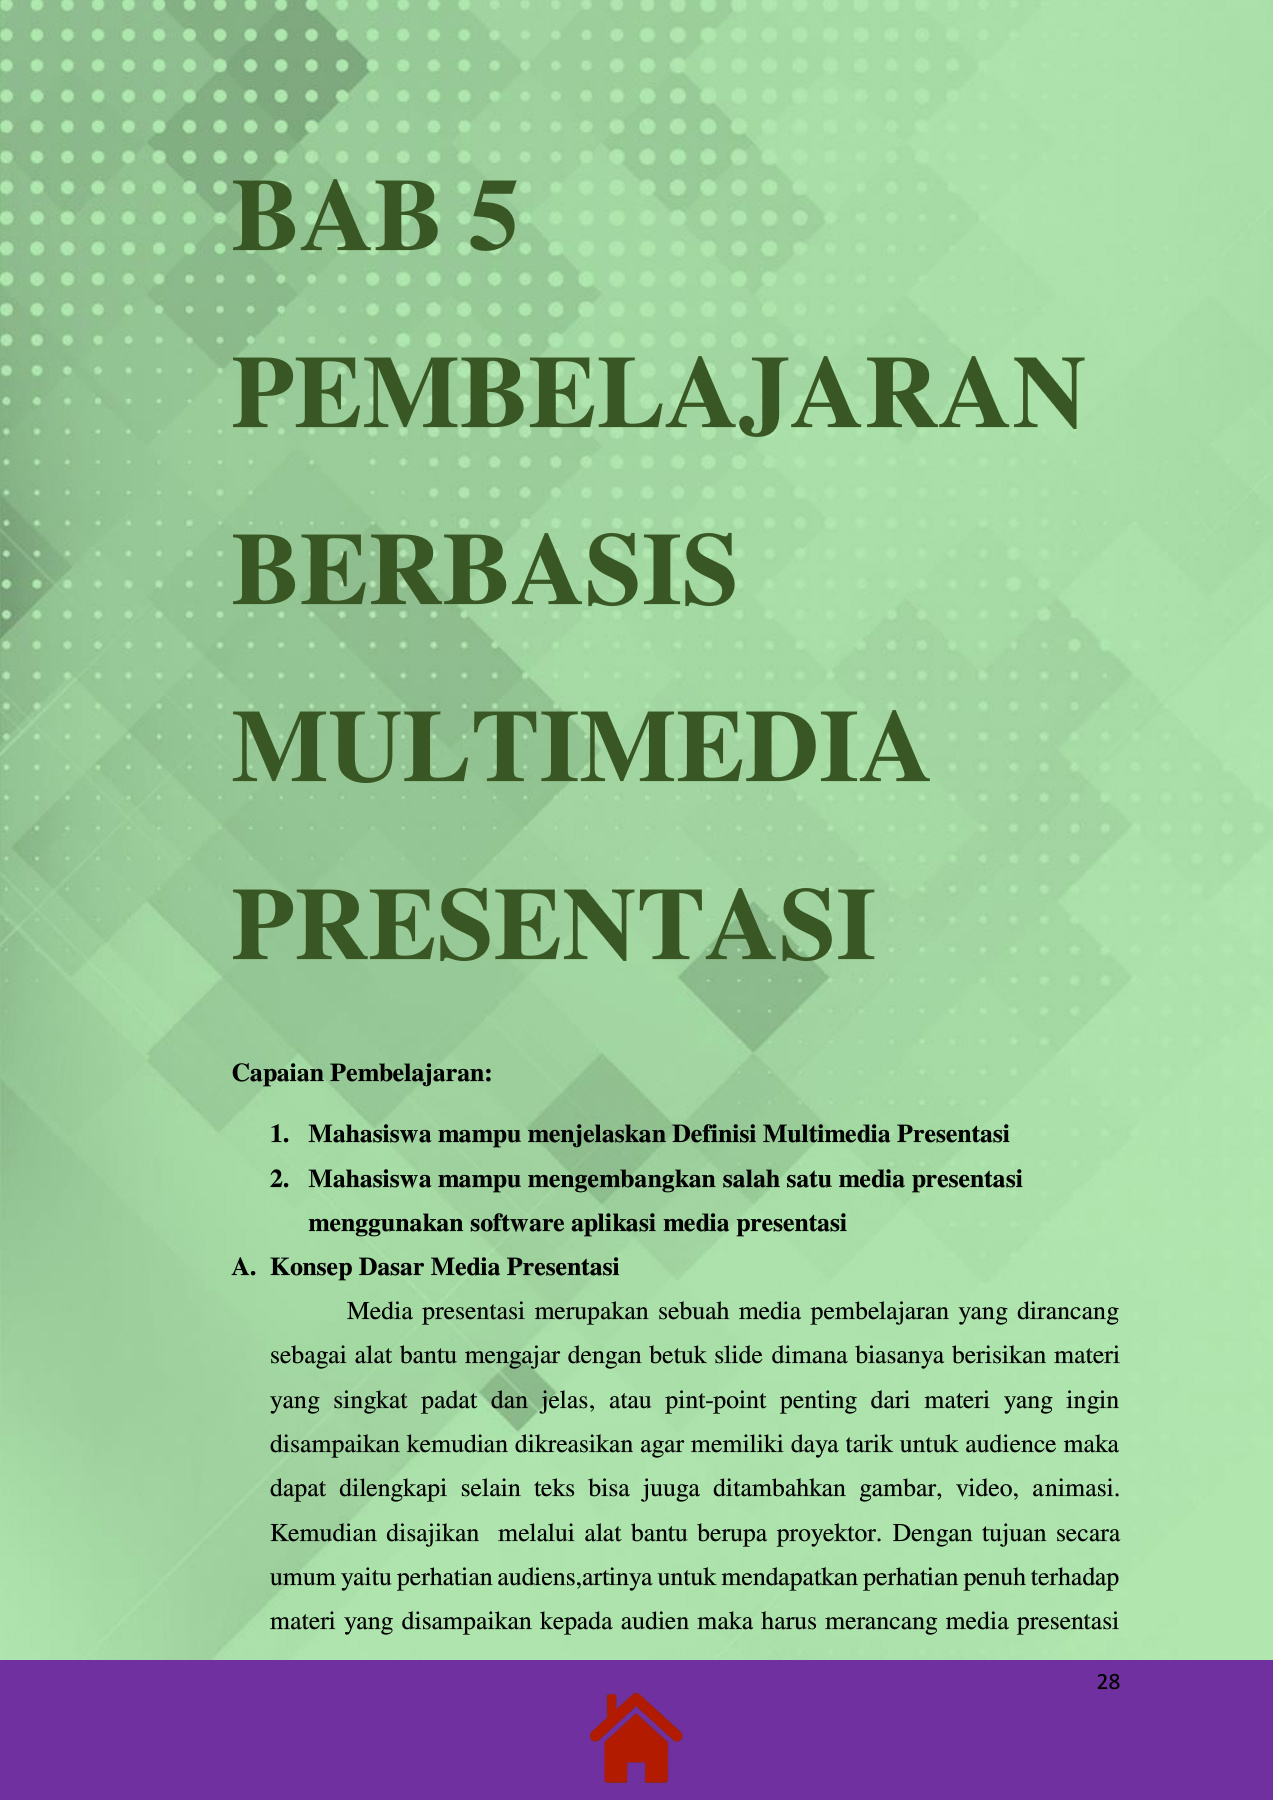 BAB 5
PEMBELAJARAN
BERBASIS
MULTIMEDIA
PRESENTASI
Capaian Pembelajaran:
1. Mahasiswa mampu menjelaskan Definisi Multimedia Presentasi
2. Mahasiswa mampu mengembangkan salah satu media presentasi
menggunakan software aplikasi media presentasi
A. Konsep Dasar Media Presentasi
Media presentasi merupakan sebuah media pembelajaran yang dirancang
sebagai alat bantu mengajar dengan betuk slide dimana biasanya berisikan materi
yang singkat padat dan jelas, atau pint-point penting dari materi yang ingin
disampaikan kemudian dikreasikan agar memiliki daya tarik untuk audience maka
dapat dilengkapi selain teks bisa juuga ditambahkan gambar, video, animasi.
Kemudian disajikan melalui alat bantu berupa proyektor. Dengan tujuan secara
umum yaitu perhatian audiens,artinya untuk mendapatkan perhatian penuh terhadap
materi yang disampaikan kepada audien maka harus merancang media presentasi
28